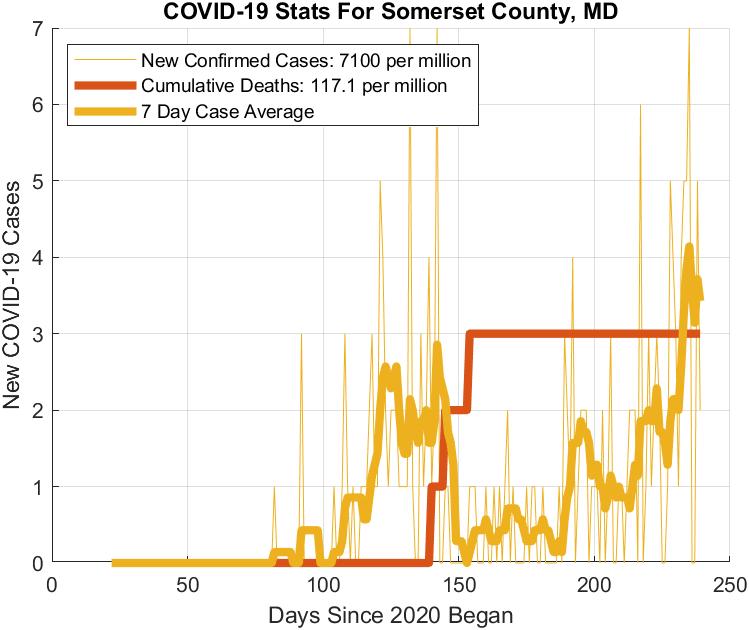 COVID-19 Stats For Somerset County, MD
New Confirmed Cases: 7100 per million
Cumulative Deaths: 117.1 per million
7 Day Case Average
New COVID-19 Cases
7
6
5
4
3
2
1
0
0 50 100 150 200 250
Days Since 2020 Began